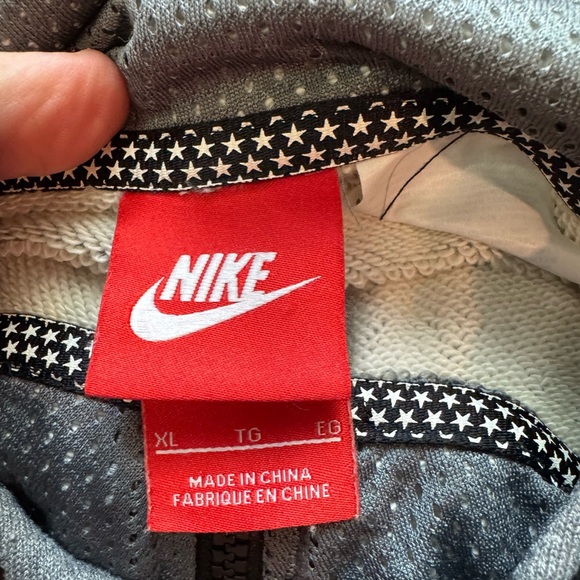 NIKE
XL TG EG
MADE IN CHINA
FABRIQUE EN CHINE